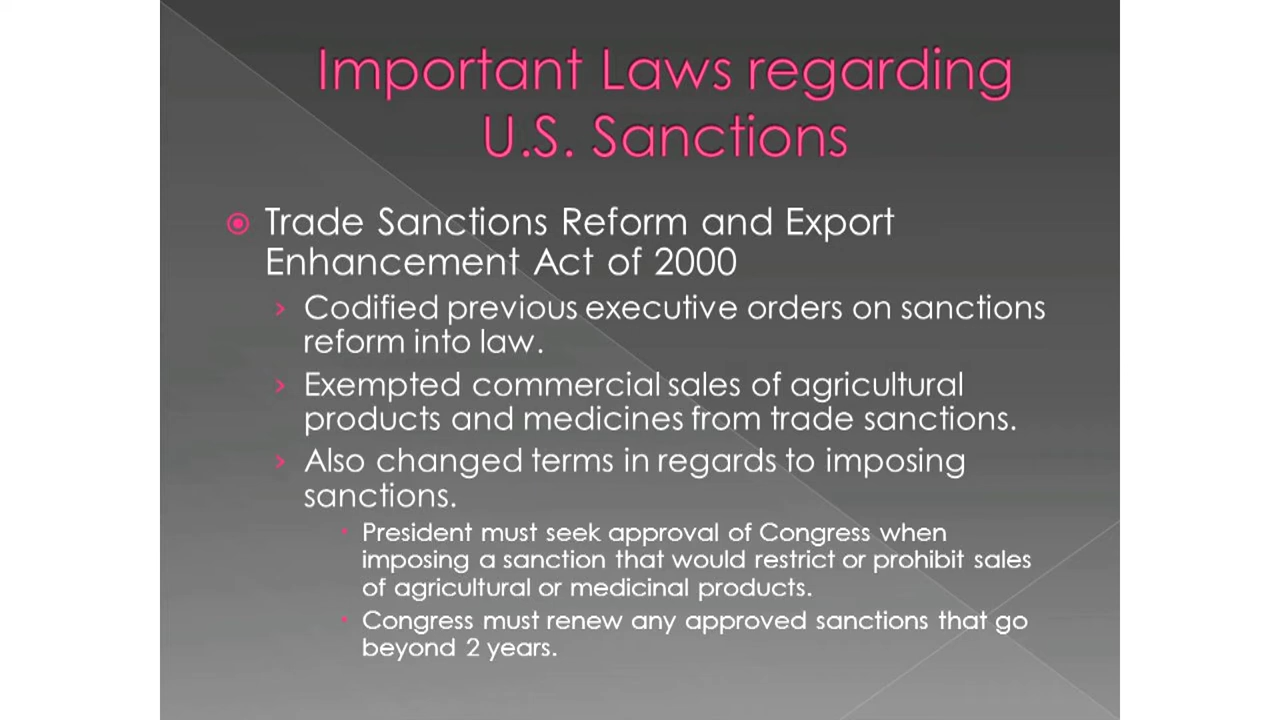 Important Laws regarding
U.S. Sanctions
Trade Sanctions Reform and Export
Enhancement Act of 2000
Codified previous executive orders on sanctions
reform into law.
Exempted commercial sales of agricultural
products and medicines from trade sanctions.
Also changed terms in regards to imposing
sanctions.
President must seek approval of Congress when
imposing a sanction that would restrict or prohibit sales
of agricultural or medicinal products.
Congress must renew any approved sanctions that go
beyond 2 years.